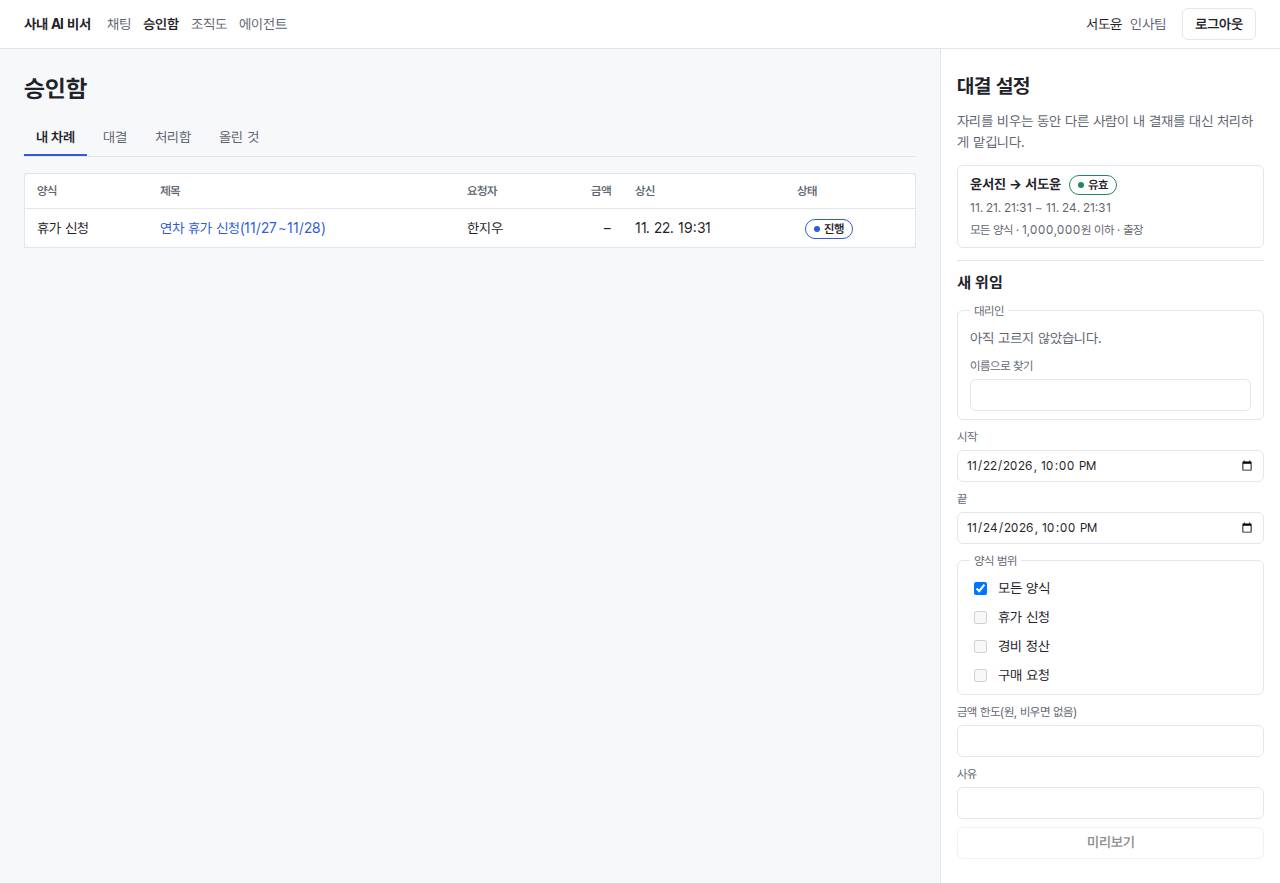 사내 AI 비서 채팅 승인함 조직도 에이전트 서도윤 인사팀 로그아웃
승인함
내 차례 대결 처리함 올린 것
양식 제목 요청자 금액 상신 상태
휴가 신청 연차 휴가 신청(11/27~11/28) 한지우 – 11. 22. 19:31 진행
대결 설정
자리를 비우는 동안 다른 사람이 내 결재를 대신 처리하
게 맡깁니다.
윤서진 → 서도윤 유효
11. 21. 21:31 – 11. 24. 21:31
모든 양식 · 1,000,000원 이하 · 출장
새 위임
대리인
아직 고르지 않았습니다.
이름으로 찾기
시작
11/22/2026, 10:00 PM
끝
11/24/2026, 10:00 PM
양식 범위
모든 양식
휴가 신청
경비 정산
구매 요청
금액 한도(원, 비우면 없음)
사유
미리보기